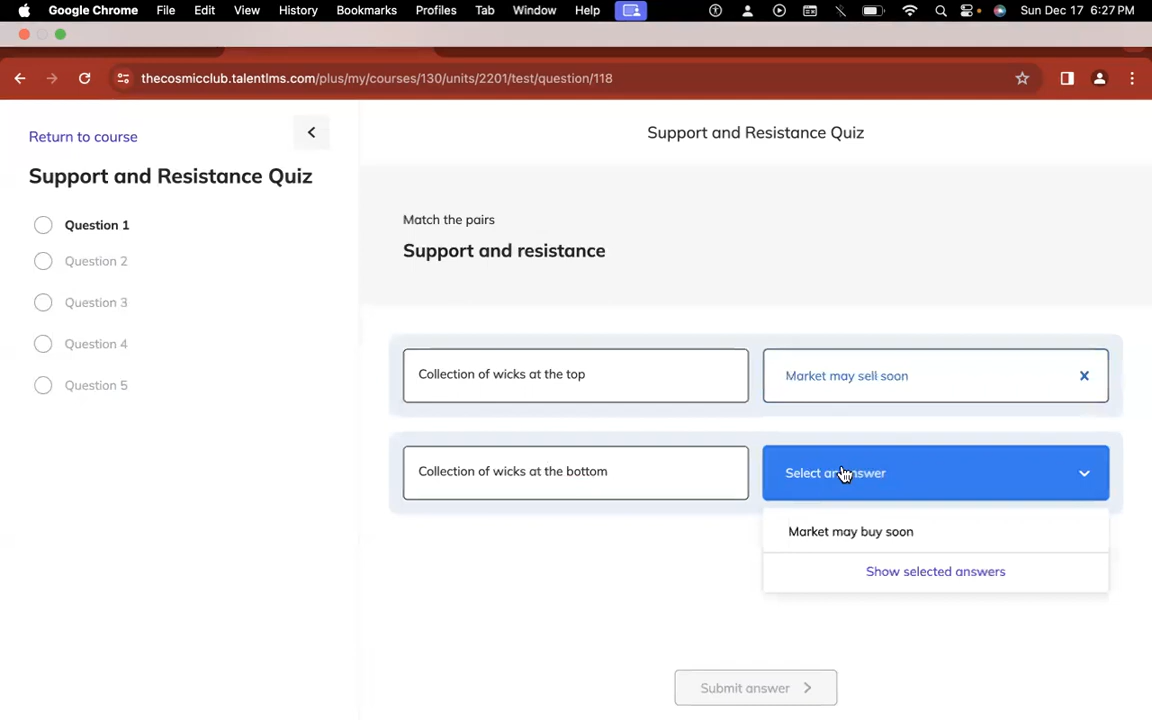 Google Chrome File Edit View History Bookmarks Profiles Tab Window Help Sun Dec 17 6:27 PM
thecosmicclub.talentlms.com/plus/my/courses/130/units/2201/test/question/118
Return to course
Support and Resistance Quiz
Question 1
Question 2
Question 3
Question 4
Question 5
Support and Resistance Quiz
Match the pairs
Support and resistance
Collection of wicks at the top
Market may sell soon
Collection of wicks at the bottom
Select an answer
Market may buy soon
Show selected answers
Submit answer